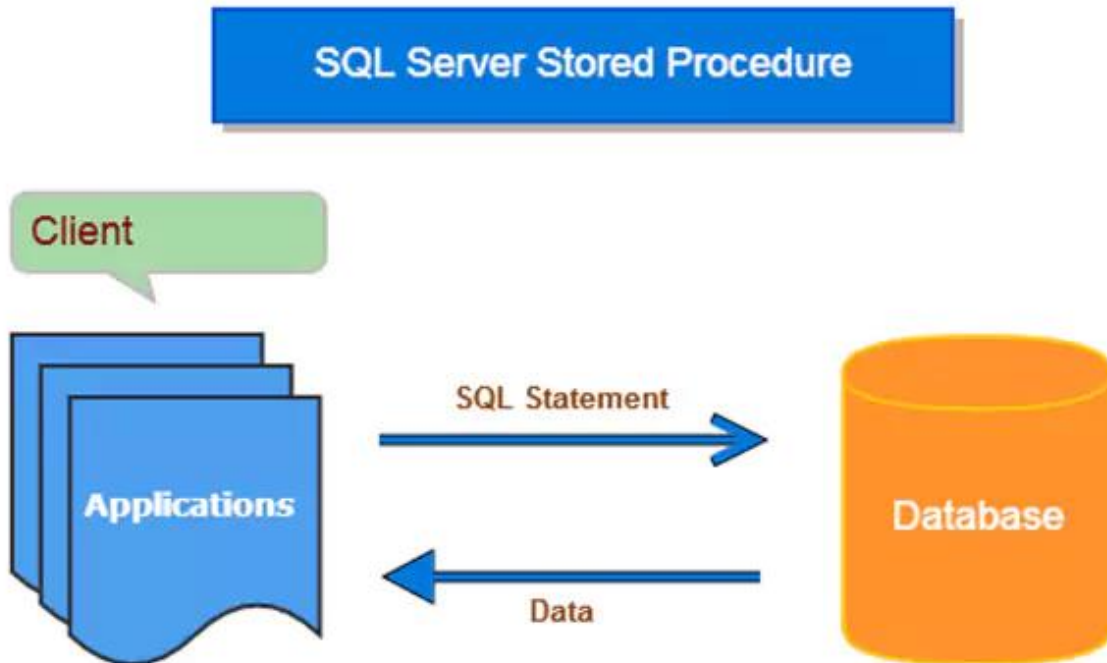 SQL Server Stored Procedure
Client
SQL Statement
Applications
Database
Data